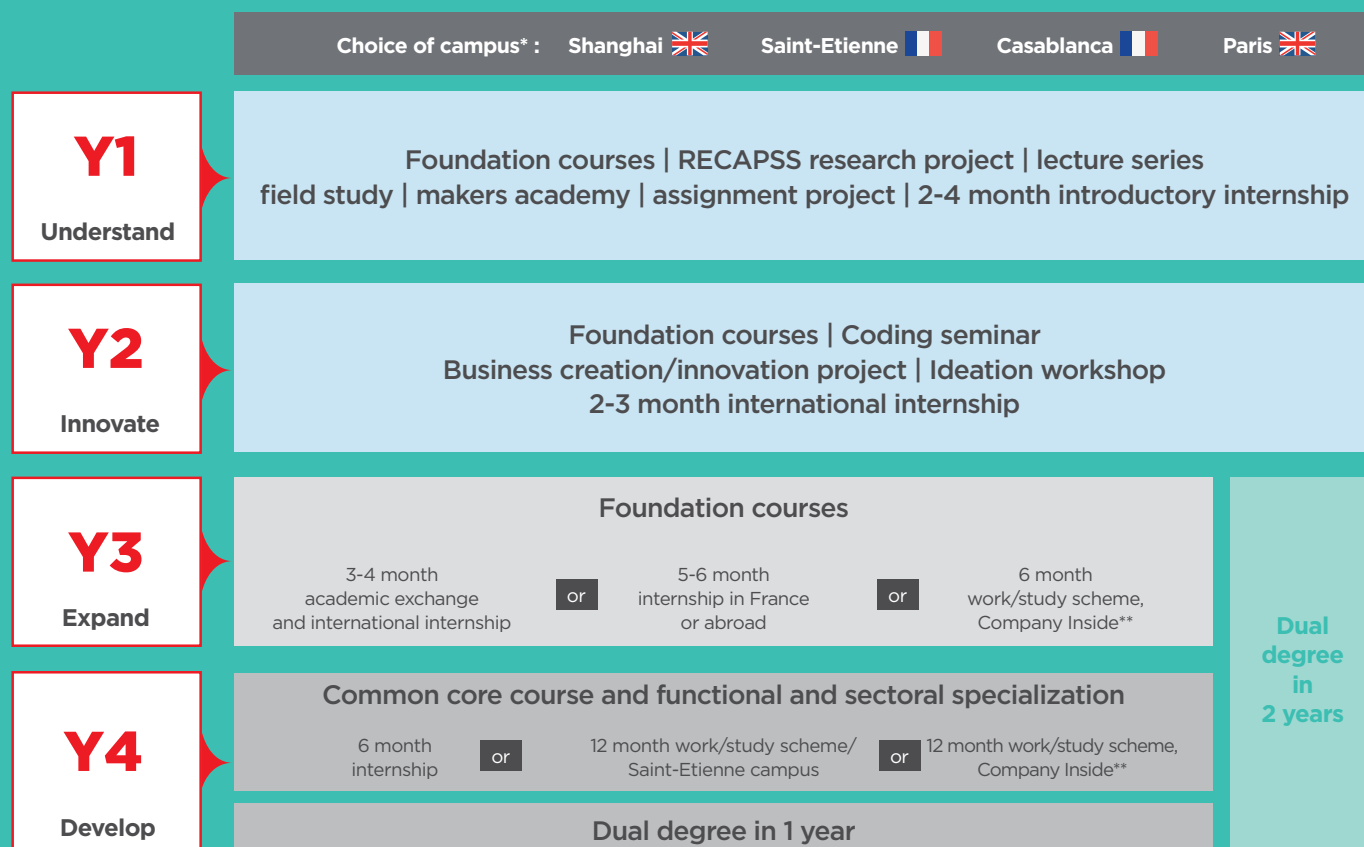 Choice of campus* : Shanghai Saint-Etienne Casablanca Paris
Y1
Understand
Foundation courses | RECAPSS research project | lecture series
field study | makers academy | assignment project | 2-4 month introductory internship
Y2
Innovate
Foundation courses | Coding seminar
Business creation/innovation project | Ideation workshop
2-3 month international internship
Y3
Expand
Foundation courses
3-4 month
academic exchange
and international internship
or
5-6 month
internship in France
or abroad
or
6 month
work/study scheme,
Company Inside**
Dual
degree
in
2 years
Y4
Develop
Common core course and functional and sectoral specialization
6 month
internship
or
12 month work/study scheme/
Saint-Etienne campus
or
12 month work/study scheme,
Company Inside**
Dual degree in 1 year